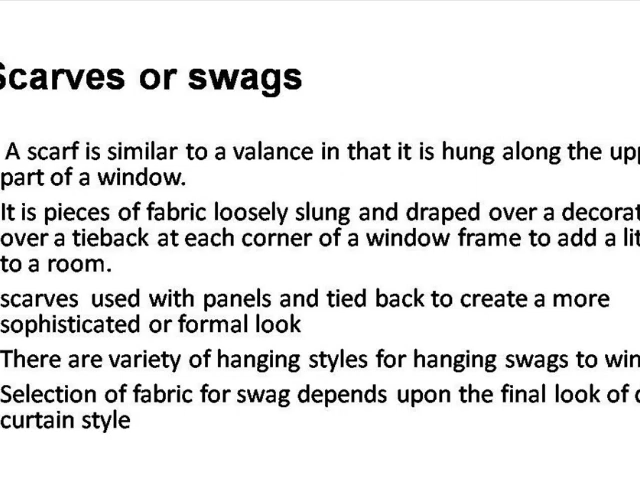 Scarves or swags
A scarf is similar to a valance in that it is hung along the
part of a window.
It is pieces of fabric loosely slung and draped over a
over a tieback at each corner of a window frame to add a
to a room.
scarves used with panels and tied back to create a more
sophisticated or formal look
There are variety of hanging styles for hanging swags to
Selection of fabric for swag depends upon the final look of
curtain style